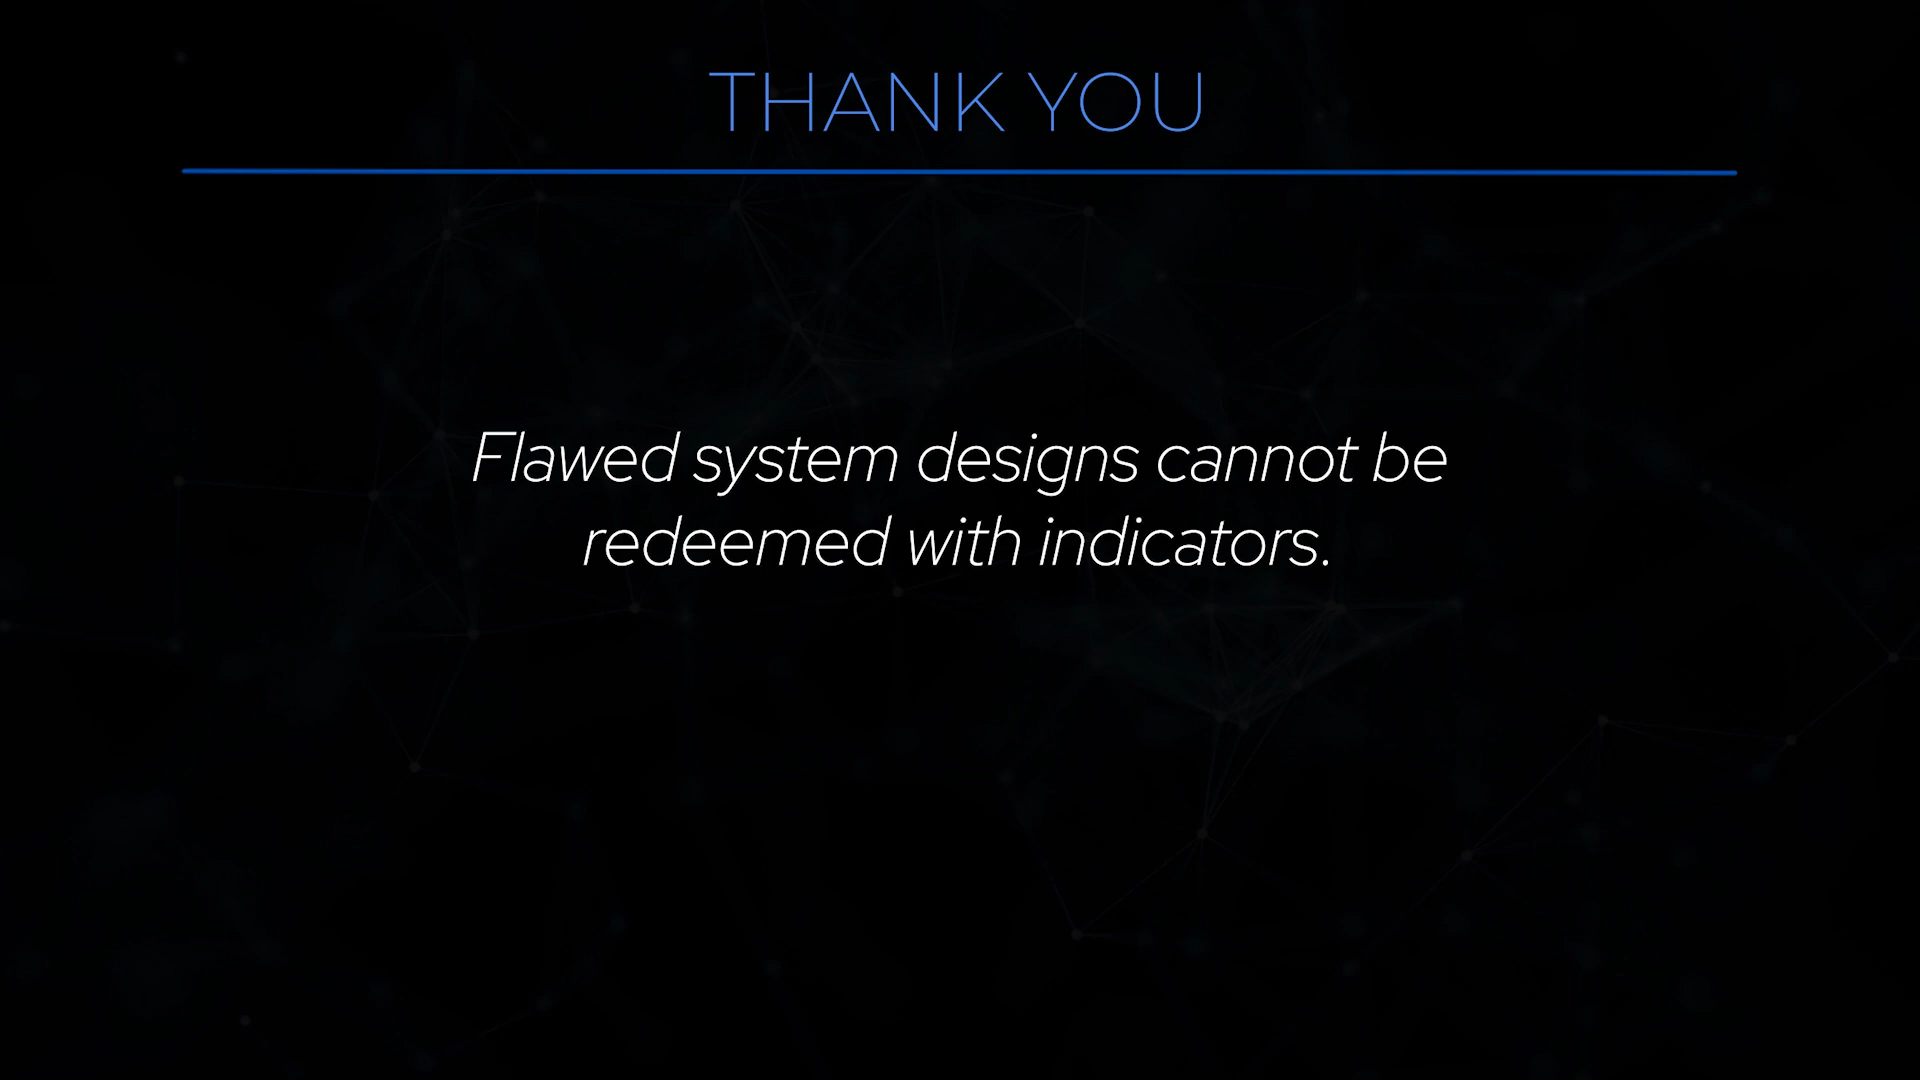 THANK YOU
Flawed system designs cannot be
redeemed with indicators.